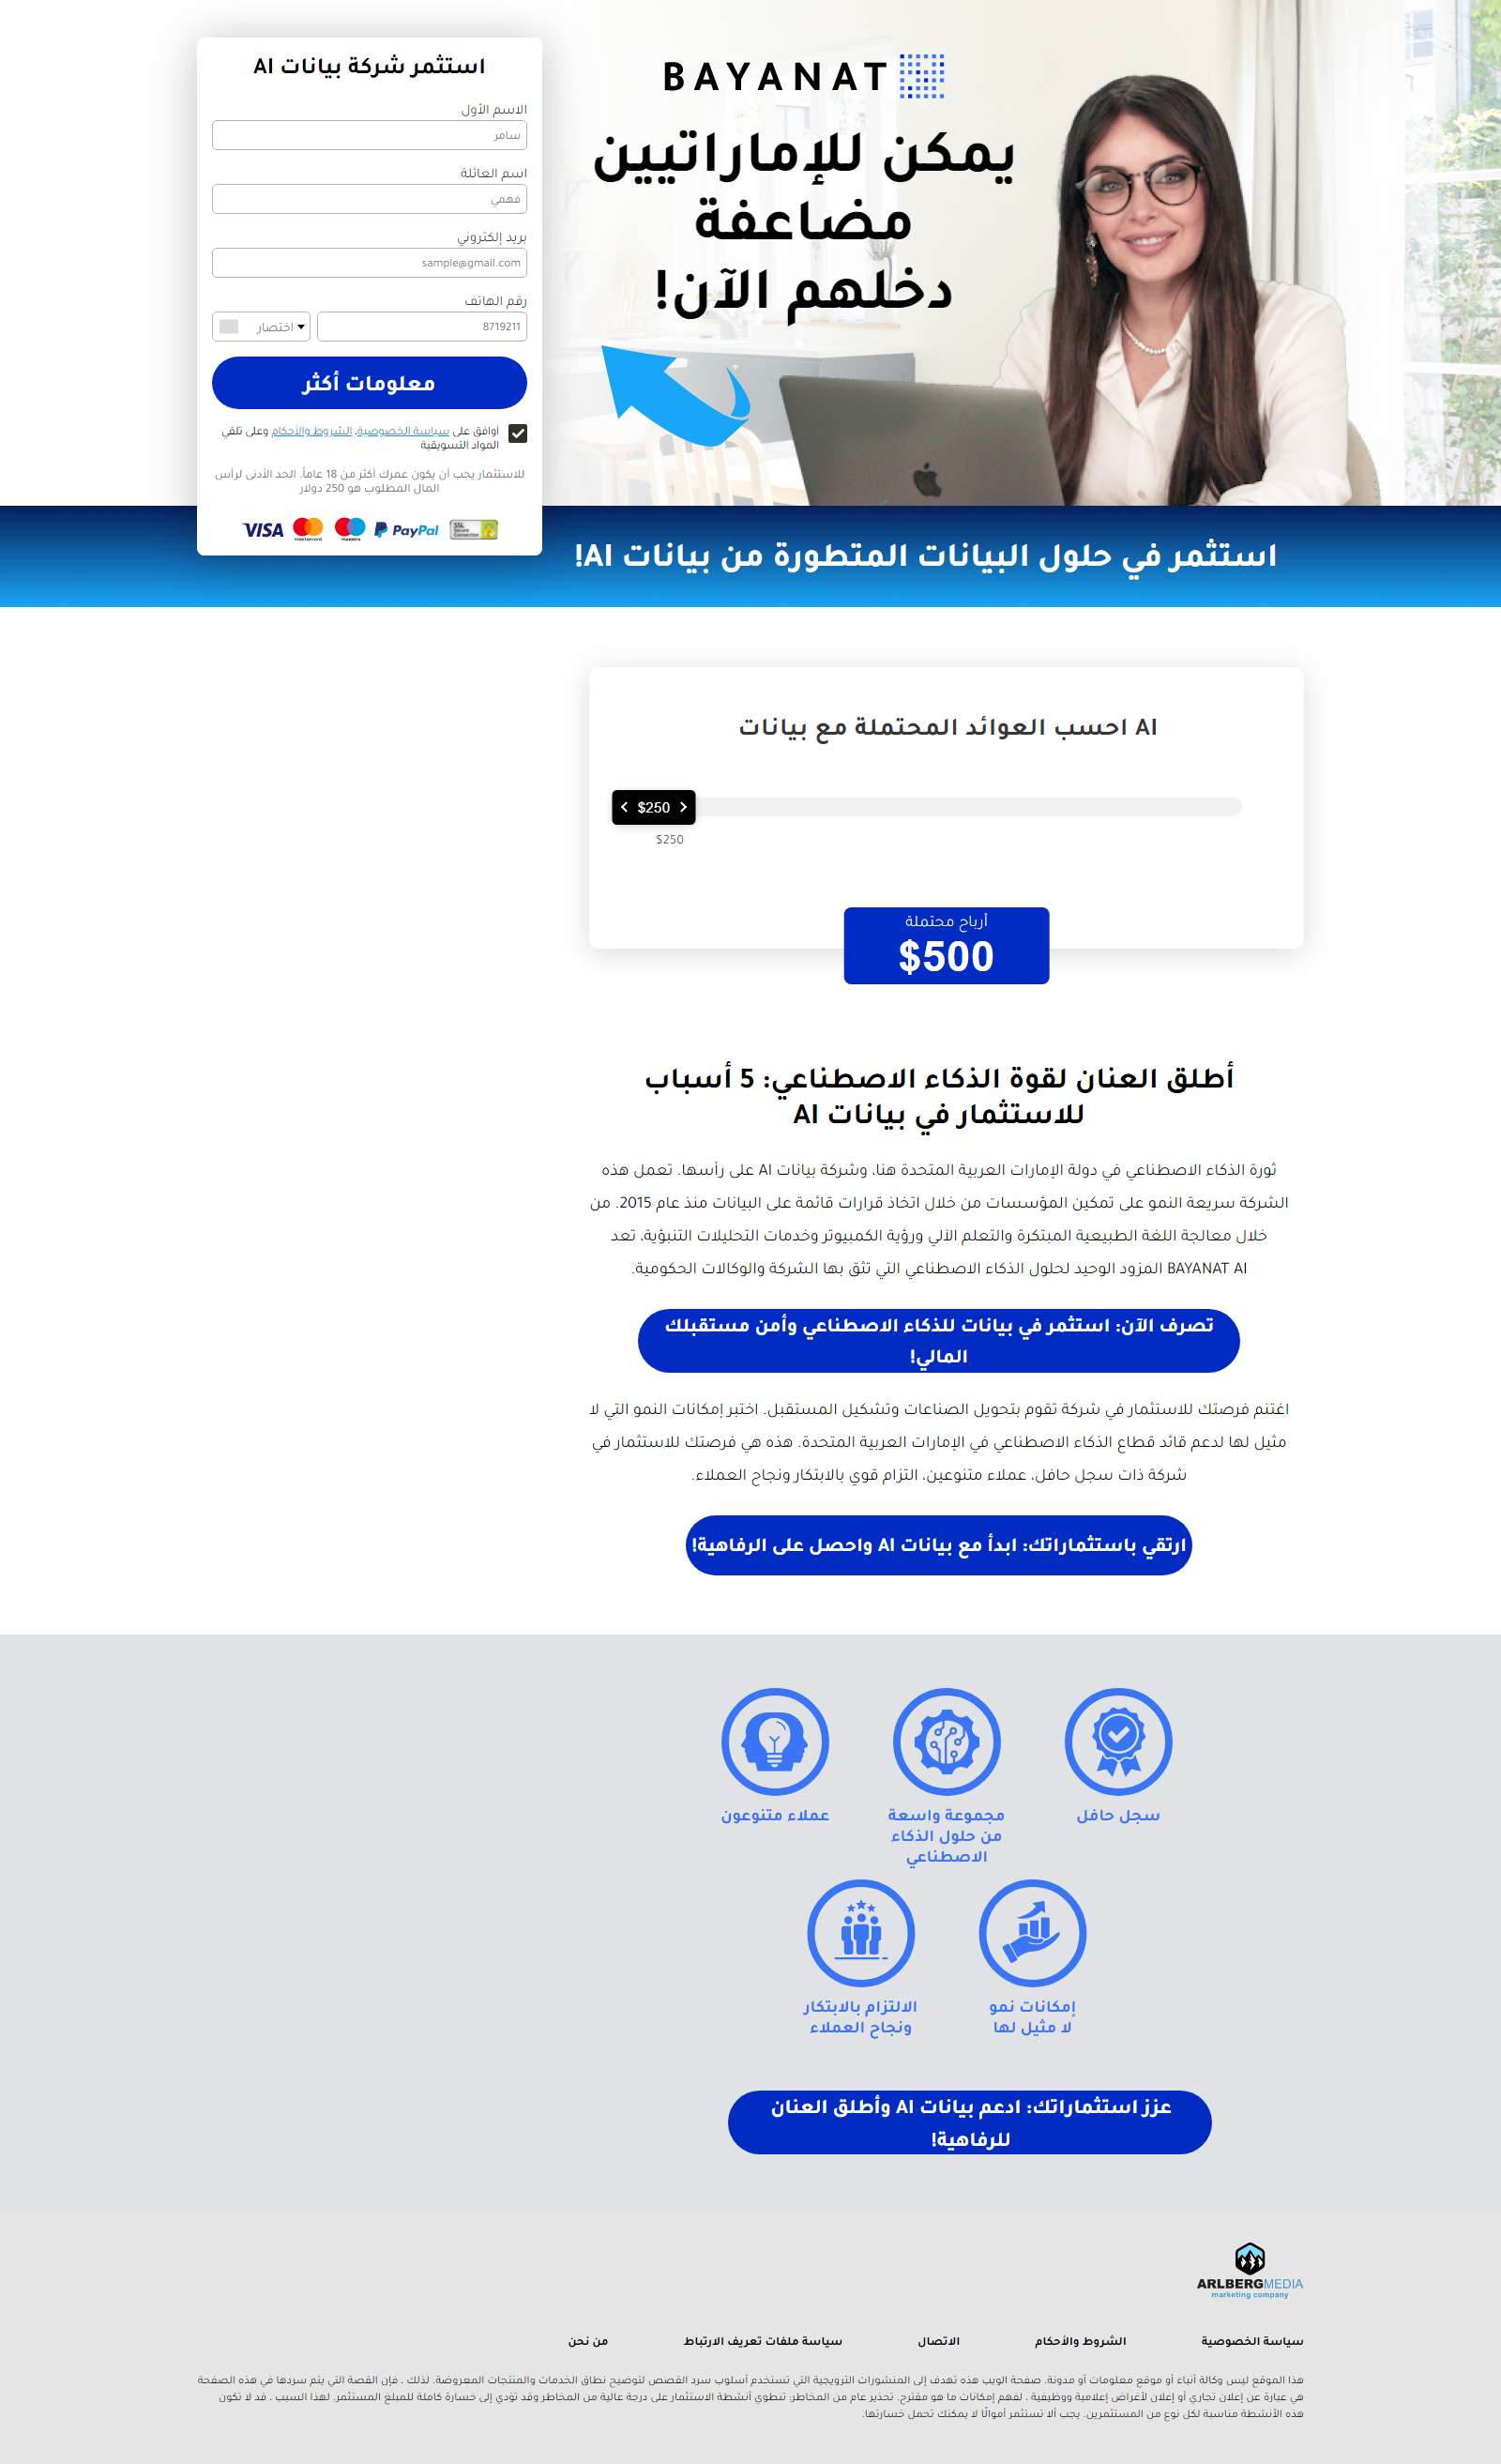 BAYANAT
يمكن للإماراتيين
مضاعفة
دخلهم الآن!
استثمر شركة بيانات AI
الاسم الأول
سامر
اسم العائلة
فهمي
بريد إلكتروني
sample@gmail.com
رقم الهاتف
8719211
اختصار
معلومات أكثر
أوافق على سياسة الخصوصية، الشروط والأحكام وعلى تلقي
المواد التسويقية
للاستثمار يجب أن يكون عمرك أكثر من 18 عاماً. الحد الأدنى لرأس
المال المطلوب هو 250 دولار
VISA mastercard maestro PayPal SSL Secure Connection
استثمر في حلول البيانات المتطورة من بيانات AI!
AI احسب العوائد المحتملة مع بيانات
$250
$250
أرباح محتملة
$500
أطلق العنان لقوة الذكاء الاصطناعي: 5 أسباب
للاستثمار في بيانات AI
ثورة الذكاء الاصطناعي في دولة الإمارات العربية المتحدة هنا، وشركة بيانات AI على رأسها. تعمل هذه
الشركة سريعة النمو على تمكين المؤسسات من خلال اتخاذ قرارات قائمة على البيانات منذ عام 2015. من
خلال معالجة اللغة الطبيعية المبتكرة والتعلم الآلي ورؤية الكمبيوتر وخدمات التحليلات التنبؤية، تعد
BAYANAT AI المزود الوحيد لحلول الذكاء الاصطناعي التي تثق بها الشركة والوكالات الحكومية.
تصرف الآن: استثمر في بيانات للذكاء الاصطناعي وأمن مستقبلك
المالي!
اغتنم فرصتك للاستثمار في شركة تقوم بتحويل الصناعات وتشكيل المستقبل. اختبر إمكانات النمو التي لا
مثيل لها لدعم قائد قطاع الذكاء الاصطناعي في الإمارات العربية المتحدة. هذه هي فرصتك للاستثمار في
شركة ذات سجل حافل، عملاء متنوعين، التزام قوي بالابتكار ونجاح العملاء.
ارتقي باستثماراتك: ابدأ مع بيانات AI واحصل على الرفاهية!
سجل حافل
مجموعة واسعة
من حلول الذكاء
الاصطناعي
عملاء متنوعون
إمكانات نمو
لا مثيل لها
الالتزام بالابتكار
ونجاح العملاء
عزز استثماراتك: ادعم بيانات AI وأطلق العنان
للرفاهية!
ARLBERGMEDIA
marketing company
سياسة الخصوصية
الشروط والأحكام
الاتصال
سياسة ملفات تعريف الارتباط
من نحن
هذا الموقع ليس وكالة أنباء أو موقع معلومات أو مدونة. صفحة الويب هذه تهدف إلى المنشورات الترويجية التي تستخدم أسلوب سرد القصص لتوضيح نطاق الخدمات والمنتجات المعروضة. لذلك ، فإن القصة التي يتم سردها في هذه الصفحة
هي عبارة عن إعلان تجاري أو إعلان لأغراض إعلامية ووظيفية ، لفهم إمكانات ما هو مقترح. تحذير عام من المخاطر: تنطوي أنشطة الاستثمار على درجة عالية من المخاطر وقد تؤدي إلى خسارة كاملة للمبلغ المستثمر. لهذا السبب ، قد لا تكون
هذه الأنشطة مناسبة لكل نوع من المستثمرين. يجب ألا تستثمر أموالًا لا يمكنك تحمل خسارتها.